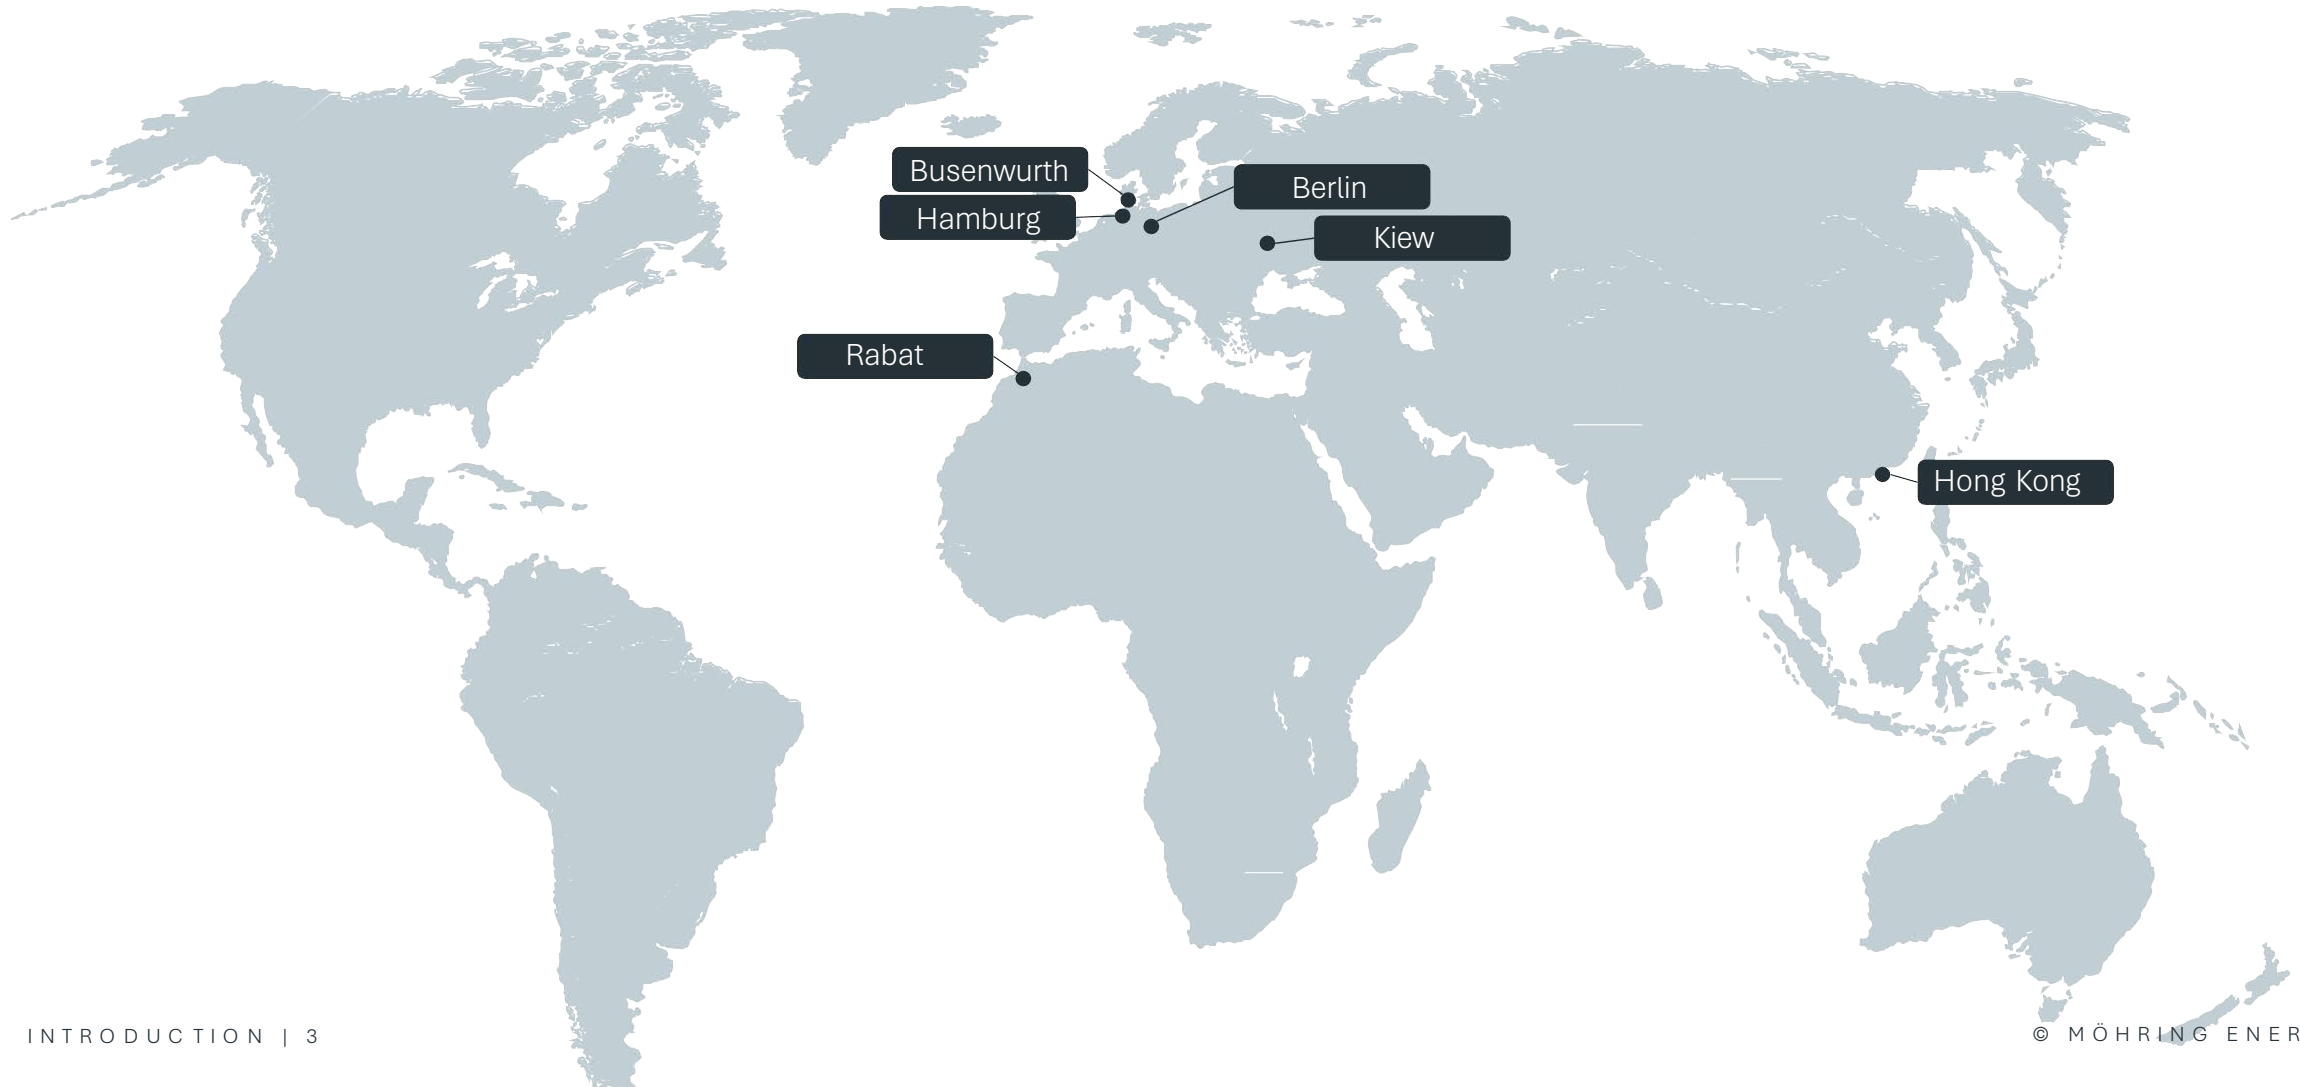 Busenwurth
Berlin
Hamburg
Kiew
Rabat
Hong Kong
INTRODUCTION | 3
© MÖHRING ENER